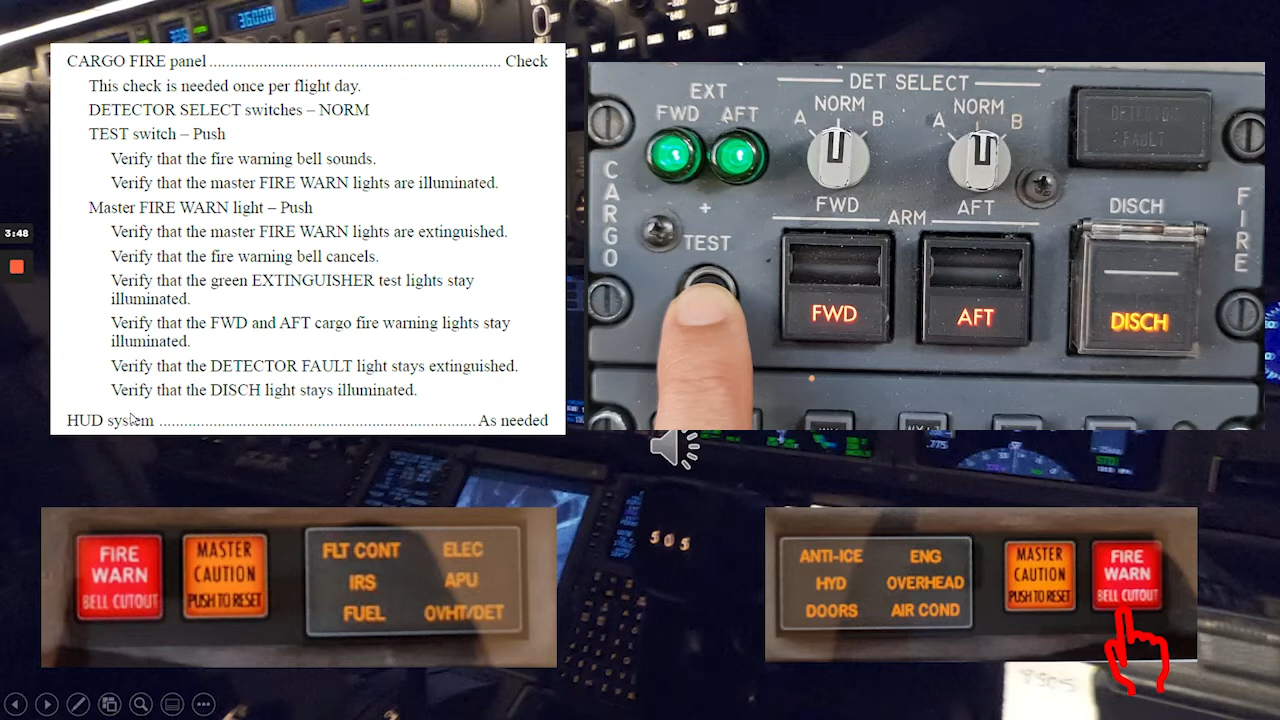 36000
CARGO FIRE panel ................................................................... Check
This check is needed once per flight day.
DETECTOR SELECT switches – NORM
TEST switch – Push
Verify that the fire warning bell sounds.
Verify that the master FIRE WARN lights are illuminated.
Master FIRE WARN light – Push
Verify that the master FIRE WARN lights are extinguished.
Verify that the fire warning bell cancels.
Verify that the green EXTINGUISHER test lights stay
illuminated.
Verify that the FWD and AFT cargo fire warning lights stay
illuminated.
Verify that the DETECTOR FAULT light stays extinguished.
Verify that the DISCH light stays illuminated.
HUD system ......................................................................... As needed
3:48
DET SELECT
EXT
FWD AFT
NORM
A B
NORM
A B
DETECTOR
FAULT
CARGO
FWD
AFT
ARM
DISCH
FIRE
+
TEST
FWD
AFT
DISCH
.775
STD
505
FIRE
WARN
BELL CUTOUT
MASTER
CAUTION
PUSH TO RESET
FLT CONT ELEC
IRS APU
FUEL OVHT/DET
ANTI-ICE ENG
HYD OVERHEAD
DOORS AIR COND
MASTER
CAUTION
PUSH TO RESET
FIRE
WARN
BELL CUTOUT